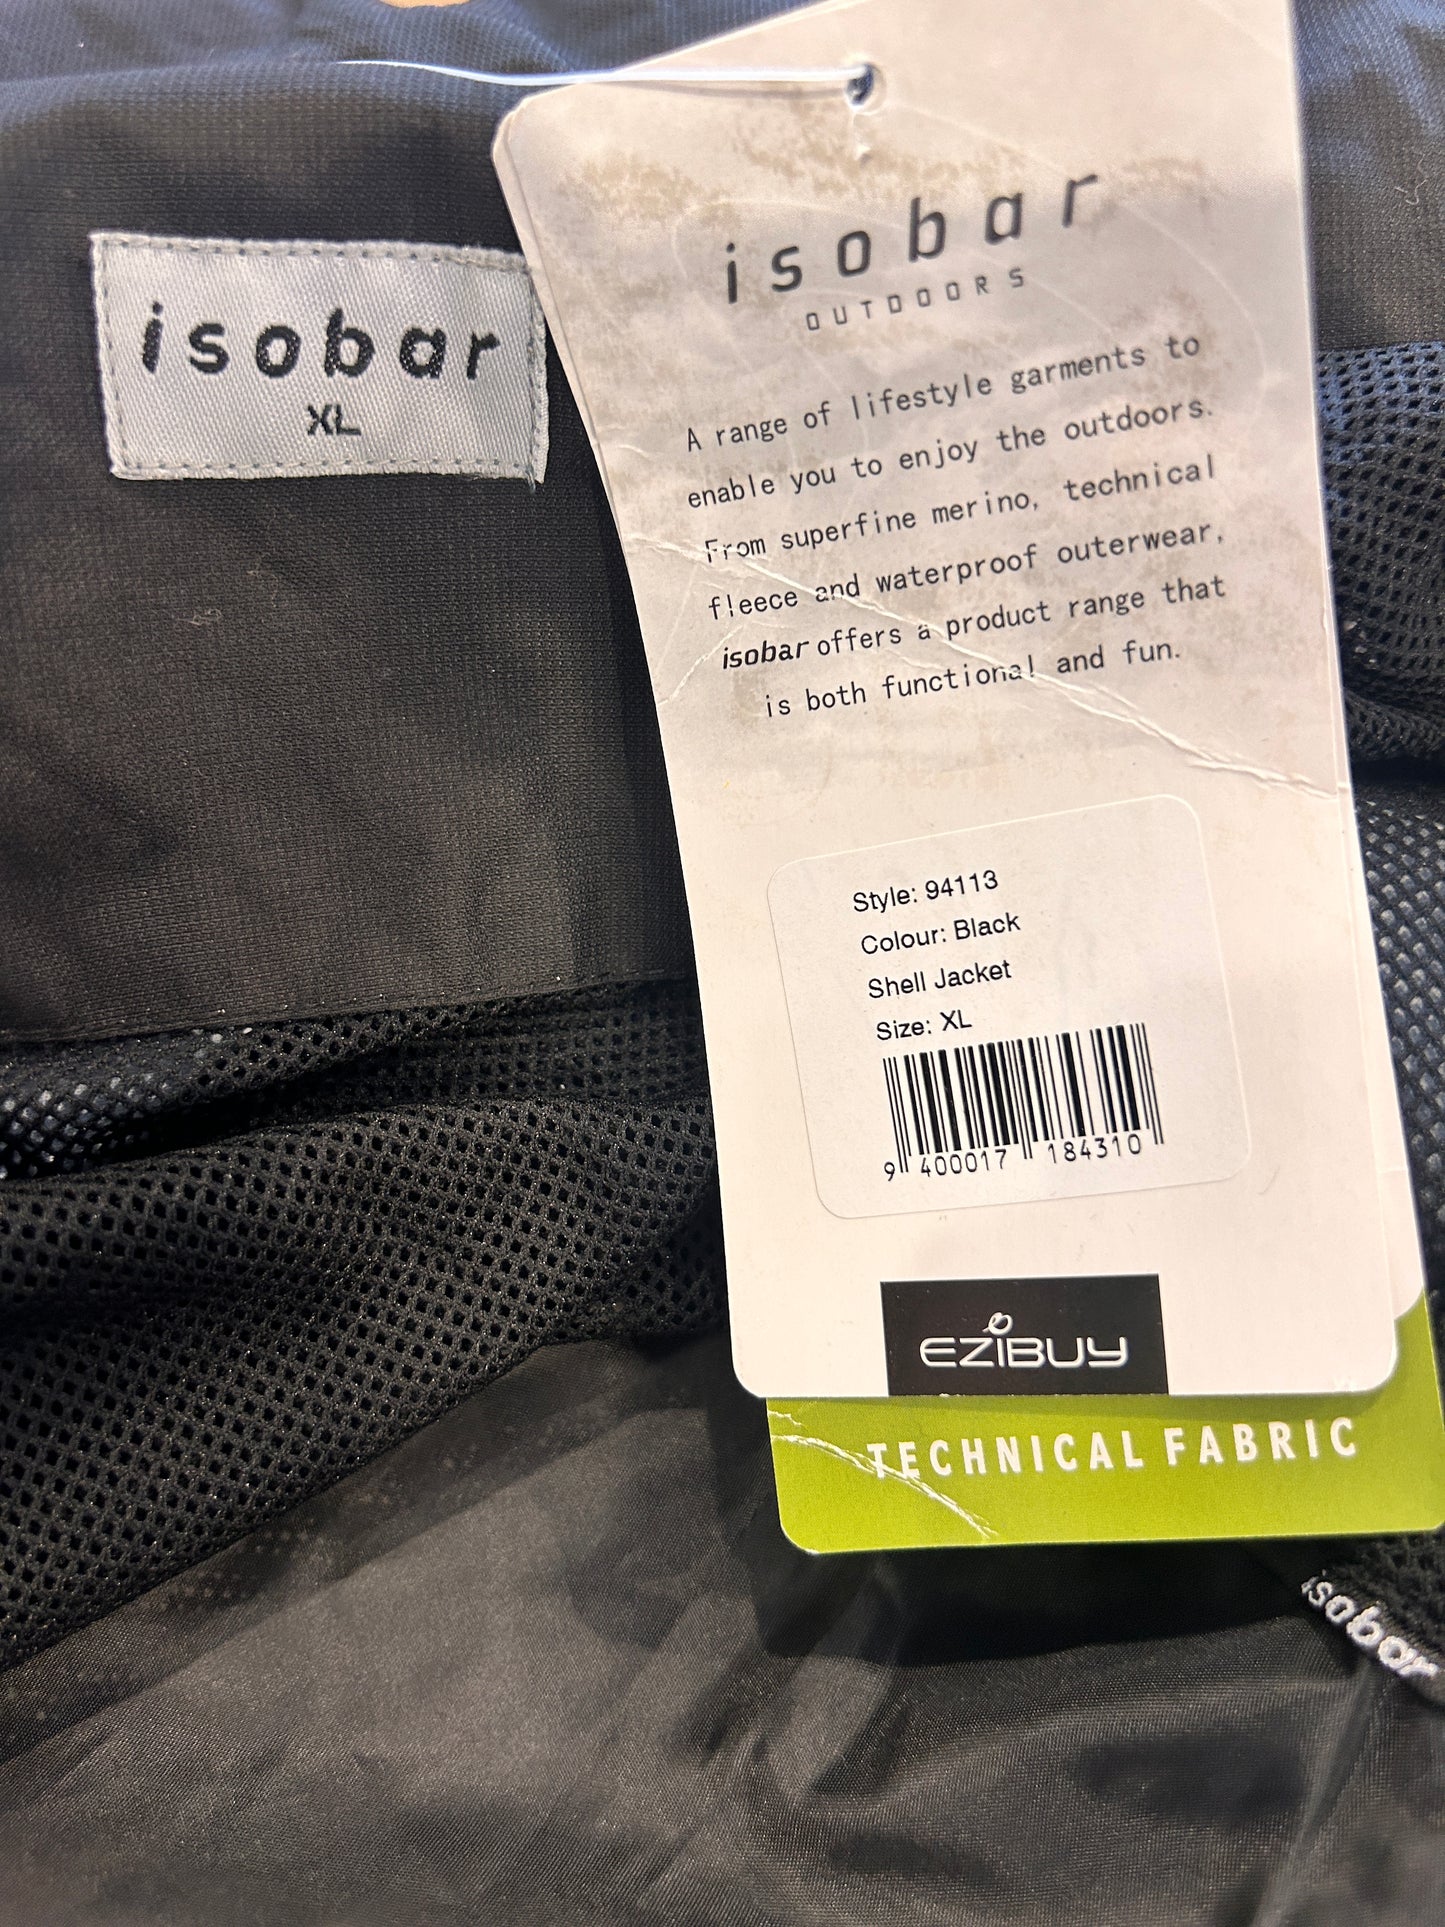 isobar
XL
isobar
OUTDOORS
A range of lifestyle garments to
enable you to enjoy the outdoors.
From superfine merino, technical
fleece and waterproof outerwear,
isobar offers a product range that
is both functional and fun.
Style: 94113
Colour: Black
Shell Jacket
Size: XL
9 400017 184310
EZIBUY
TECHNICAL FABRIC
isobar